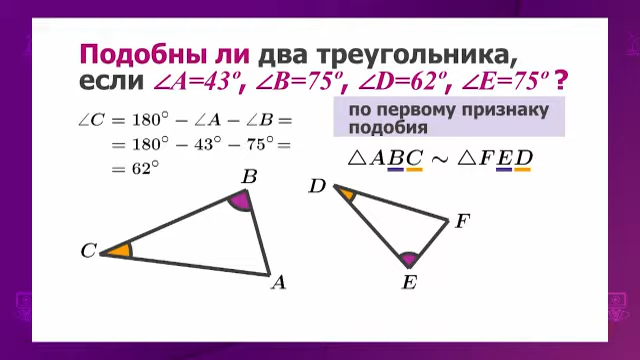 Подобны ли два треугольника,
если ∠A=43º, ∠B=75º, ∠D=62º, ∠E=75º ?
∠C = 180° − ∠A − ∠B =
= 180° − 43° − 75° =
= 62°
по первому признаку
подобия
△ABC ∼ △FED
B
C
A
D
F
E